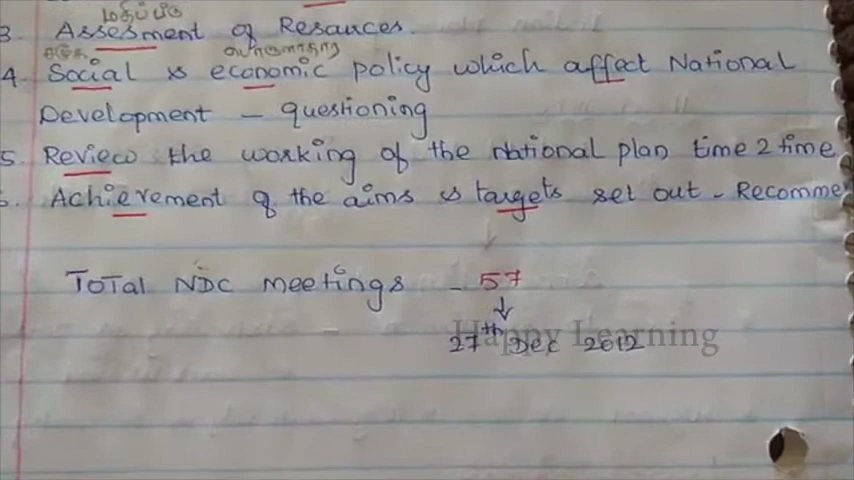 மதிப்பீடு
3. Assesment of Resources.
சமூக பொருளாதார
4. Social & economic policy which affect National
Development - questioning
5. Review the working of the national plan time 2 time
6. Achievement of the aims & targets set out - Recomme
Total NDC meetings - 57
↓
27th Dec 2012
Happy Learning